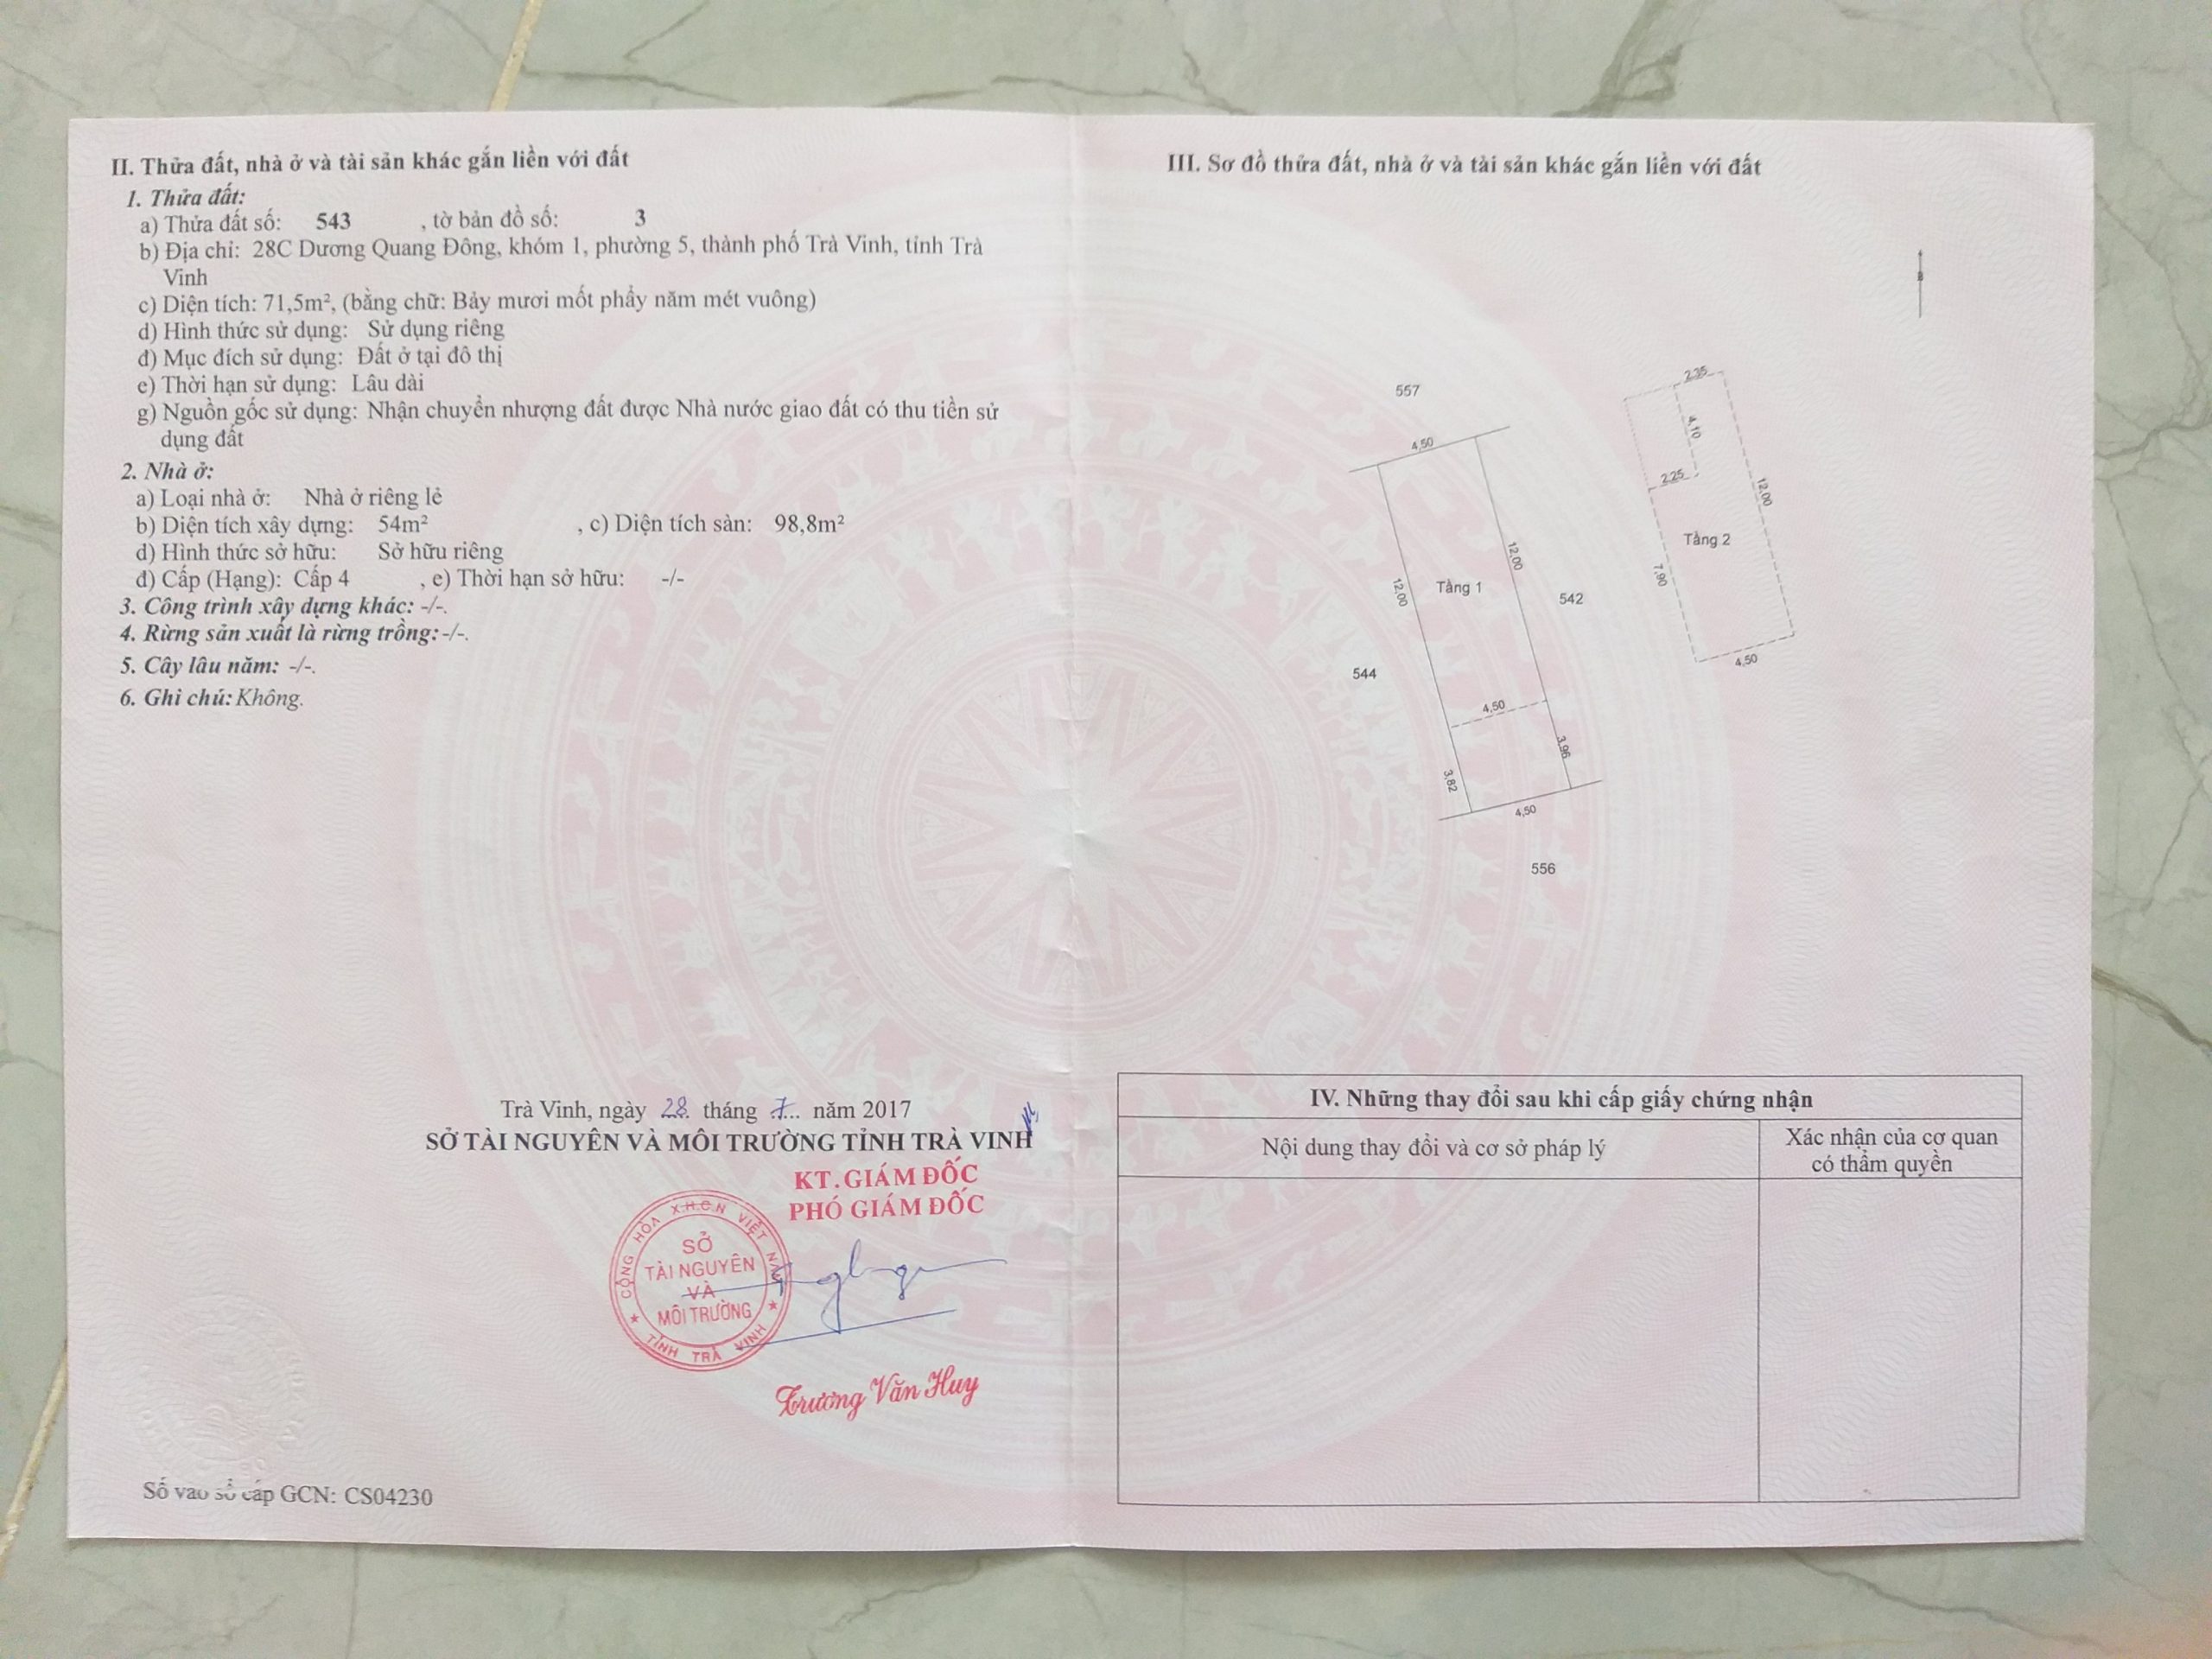 II. Thửa đất, nhà ở và tài sản khác gắn liền với đất
1. Thửa đất:
a) Thửa đất số: 543 , tờ bản đồ số: 3
b) Địa chỉ: 28C Dương Quang Đông, khóm 1, phường 5, thành phố Trà Vinh, tỉnh Trà
Vinh
c) Diện tích: 71,5m², (bằng chữ: Bảy mươi mốt phẩy năm mét vuông)
d) Hình thức sử dụng: Sử dụng riêng
đ) Mục đích sử dụng: Đất ở tại đô thị
e) Thời hạn sử dụng: Lâu dài
g) Nguồn gốc sử dụng: Nhận chuyển nhượng đất được Nhà nước giao đất có thu tiền sử
dụng đất
2. Nhà ở:
a) Loại nhà ở: Nhà ở riêng lẻ
b) Diện tích xây dựng: 54m² , c) Diện tích sàn: 98,8m²
d) Hình thức sở hữu: Sở hữu riêng
đ) Cấp (Hạng): Cấp 4 , e) Thời hạn sở hữu: -/-
3. Công trình xây dựng khác: -/-.
4. Rừng sản xuất là rừng trồng: -/-.
5. Cây lâu năm: -/-.
6. Ghi chú: Không.
Trà Vinh, ngày 28 tháng 7 năm 2017
SỞ TÀI NGUYÊN VÀ MÔI TRƯỜNG TỈNH TRÀ VINH
KT. GIÁM ĐỐC
PHÓ GIÁM ĐỐC
CỘNG HÒA X.H.C.N VIỆT NAM
SỞ
TÀI NGUYÊN
VÀ
MÔI TRƯỜNG
★ TỈNH TRÀ VINH ★
Trương Văn Huy
Số vào sổ cấp GCN: CS04230
III. Sơ đồ thửa đất, nhà ở và tài sản khác gắn liền với đất
B
557
4,50
12,00
Tầng 1
12,00
542
544
4,50
3,96
3,82
4,50
556
2,35
4,10
2,25
12,00
Tầng 2
7,90
4,50
IV. Những thay đổi sau khi cấp giấy chứng nhận
Nội dung thay đổi và cơ sở pháp lý
Xác nhận của cơ quan
có thẩm quyền